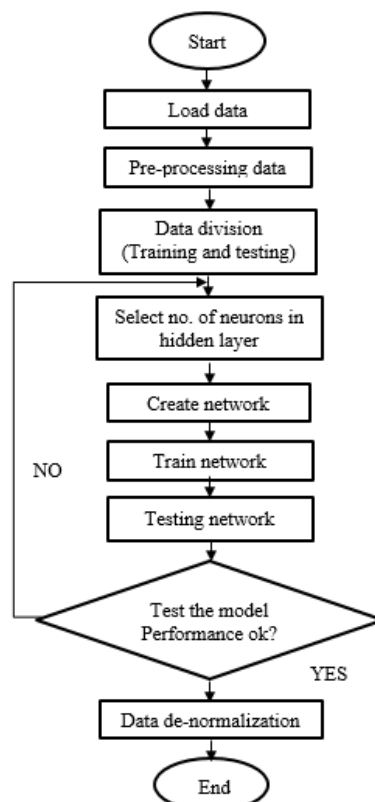 Start
Load data
Pre-processing data
Data division
(Training and testing)
Select no. of neurons in
hidden layer
Create network
Train network
NO
Testing network
Test the model
Performance ok?
YES
Data de-normalization
End